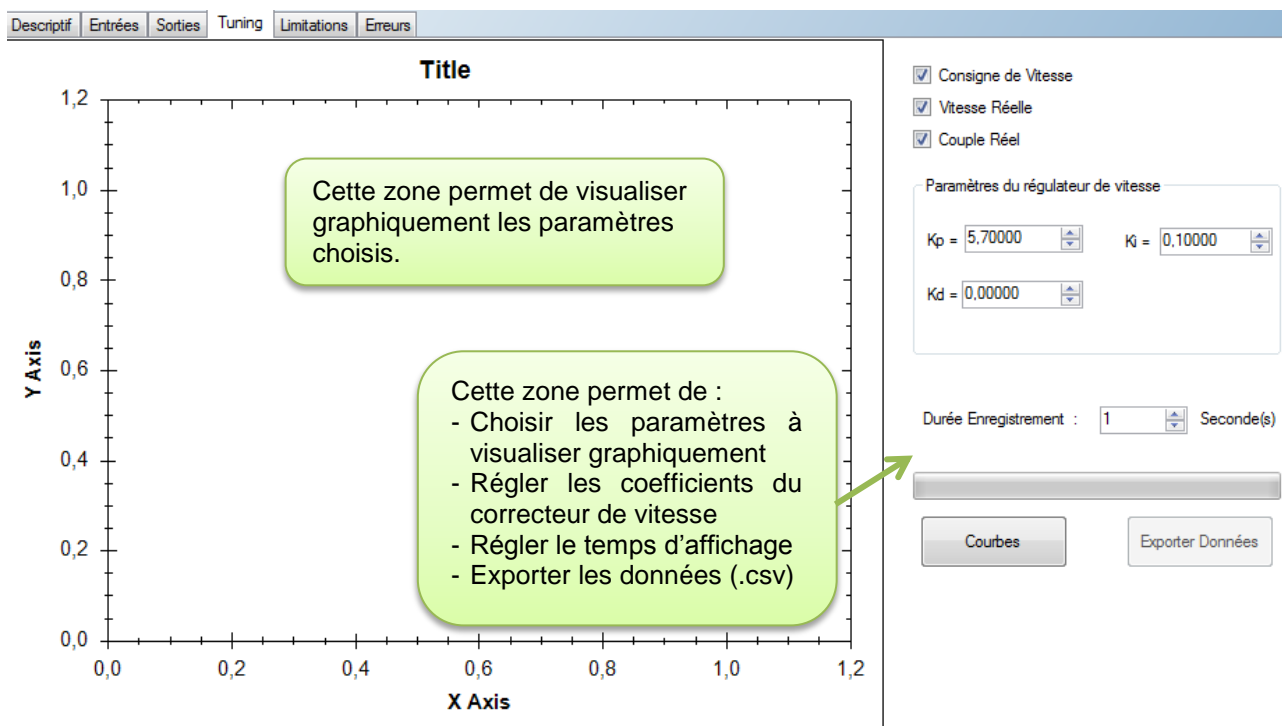 Descriptif Entrées Sorties Tuning Limitations Erreurs
Title
1,2
1,0
0,8
0,6
0,4
0,2
0,0
Y Axis
0,0 0,2 0,4 0,6 0,8 1,0 1,2
X Axis
Cette zone permet de visualiser
graphiquement les paramètres
choisis.
Cette zone permet de :
- Choisir les paramètres à
visualiser graphiquement
- Régler les coefficients du
correcteur de vitesse
- Régler le temps d'affichage
- Exporter les données (.csv)
Consigne de Vitesse
Vitesse Réelle
Couple Réel
Paramètres du régulateur de vitesse
Kp = 5,70000 Ki = 0,10000
Kd = 0,00000
Durée Enregistrement : 1 Seconde(s)
Courbes Exporter Données